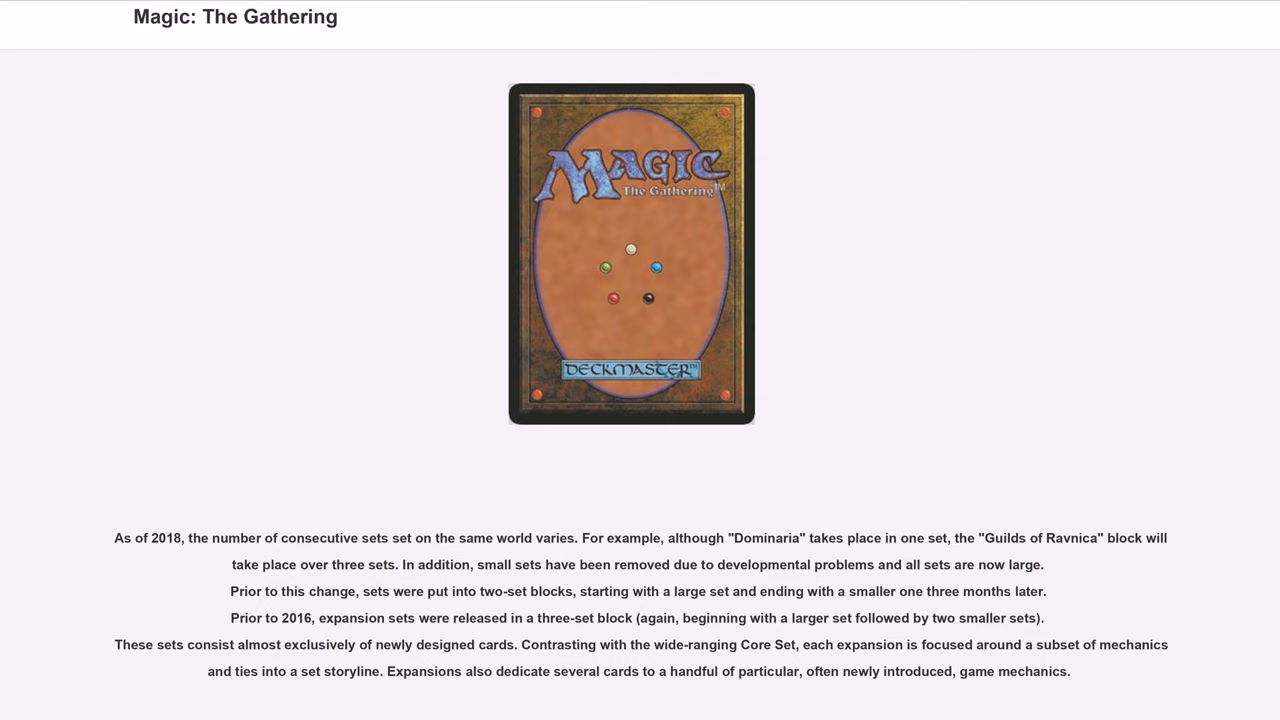 Magic: The Gathering
MAGIC
The Gathering™
DECKMASTER™
As of 2018, the number of consecutive sets set on the same world varies. For example, although "Dominaria" takes place in one set, the "Guilds of Ravnica" block will
take place over three sets. In addition, small sets have been removed due to developmental problems and all sets are now large.
Prior to this change, sets were put into two-set blocks, starting with a large set and ending with a smaller one three months later.
Prior to 2016, expansion sets were released in a three-set block (again, beginning with a larger set followed by two smaller sets).
These sets consist almost exclusively of newly designed cards. Contrasting with the wide-ranging Core Set, each expansion is focused around a subset of mechanics
and ties into a set storyline. Expansions also dedicate several cards to a handful of particular, often newly introduced, game mechanics.